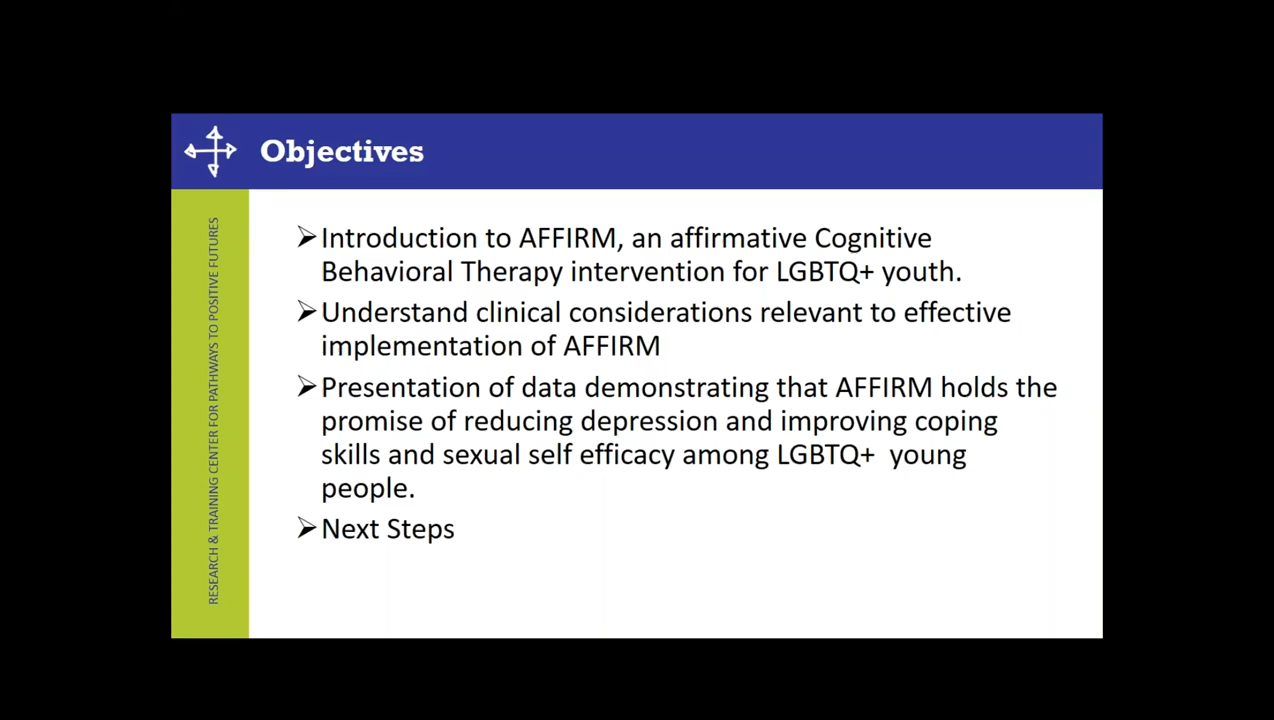 Objectives
RESEARCH & TRAINING CENTER FOR PATHWAYS TO POSITIVE FUTURES
Introduction to AFFIRM, an affirmative Cognitive
Behavioral Therapy intervention for LGBTQ+ youth.
Understand clinical considerations relevant to effective
implementation of AFFIRM
Presentation of data demonstrating that AFFIRM holds the
promise of reducing depression and improving coping
skills and sexual self efficacy among LGBTQ+ young
people.
Next Steps